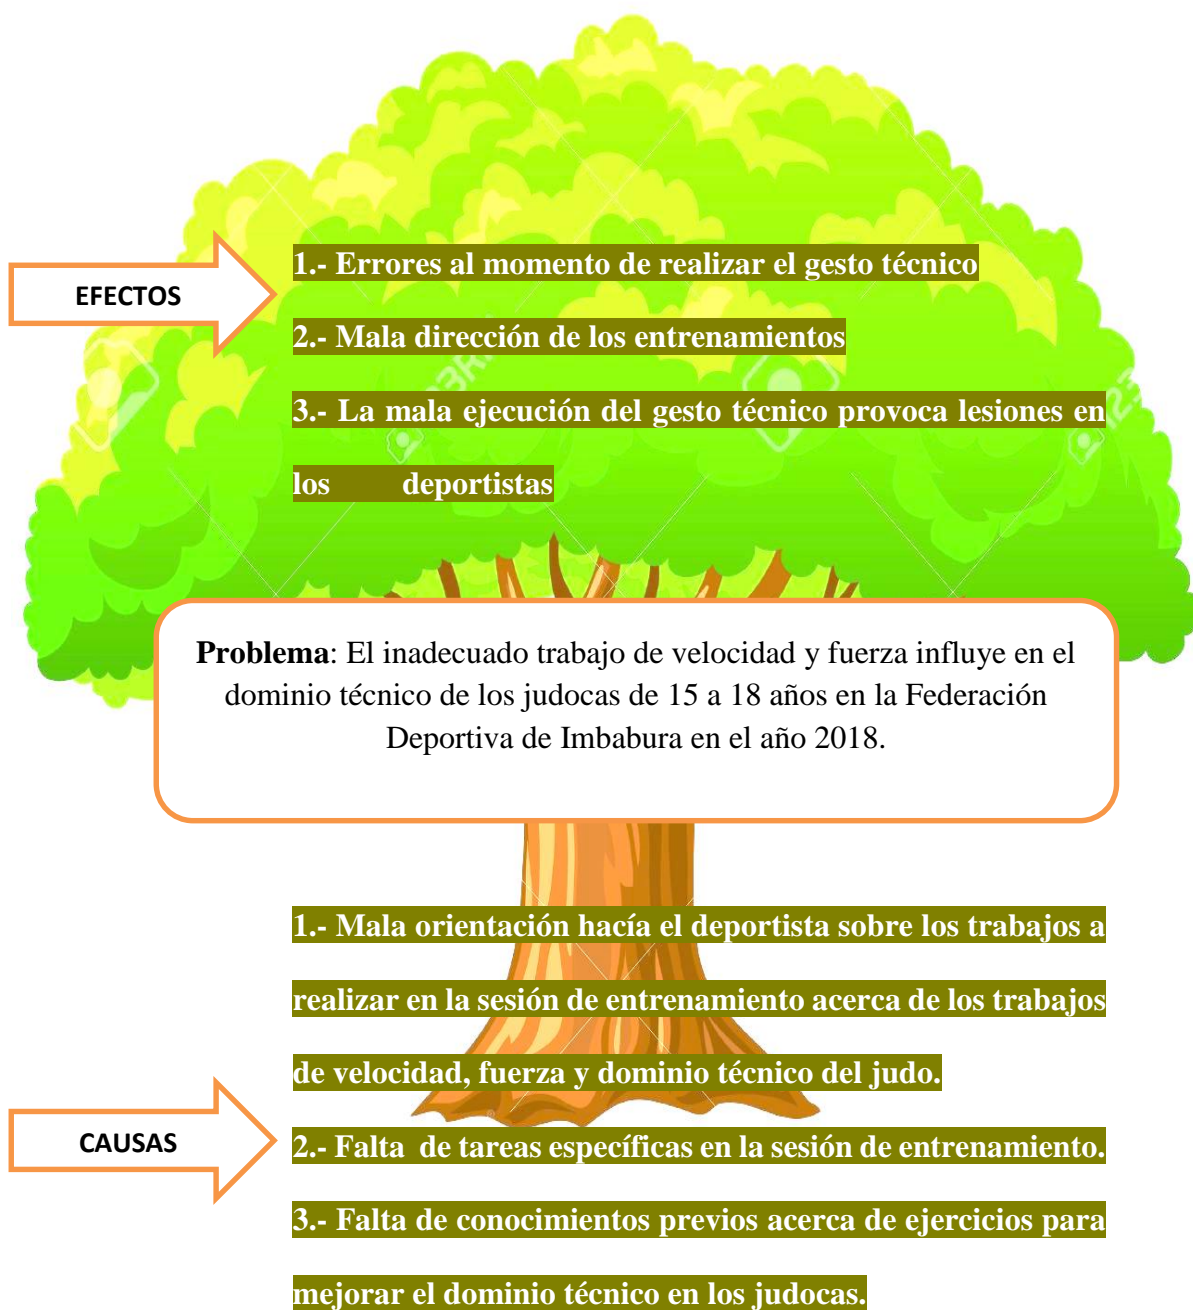 EFECTOS
1.- Errores al momento de realizar el gesto técnico
2.- Mala dirección de los entrenamientos
3.- La mala ejecución del gesto técnico provoca lesiones en
los deportistas
Problema: El inadecuado trabajo de velocidad y fuerza influye en el
dominio técnico de los judocas de 15 a 18 años en la Federación
Deportiva de Imbabura en el año 2018.
1.- Mala orientación hacía el deportista sobre los trabajos a
realizar en la sesión de entrenamiento acerca de los trabajos
de velocidad, fuerza y dominio técnico del judo.
CAUSAS
2.- Falta de tareas específicas en la sesión de entrenamiento.
3.- Falta de conocimientos previos acerca de ejercicios para
mejorar el dominio técnico en los judocas.